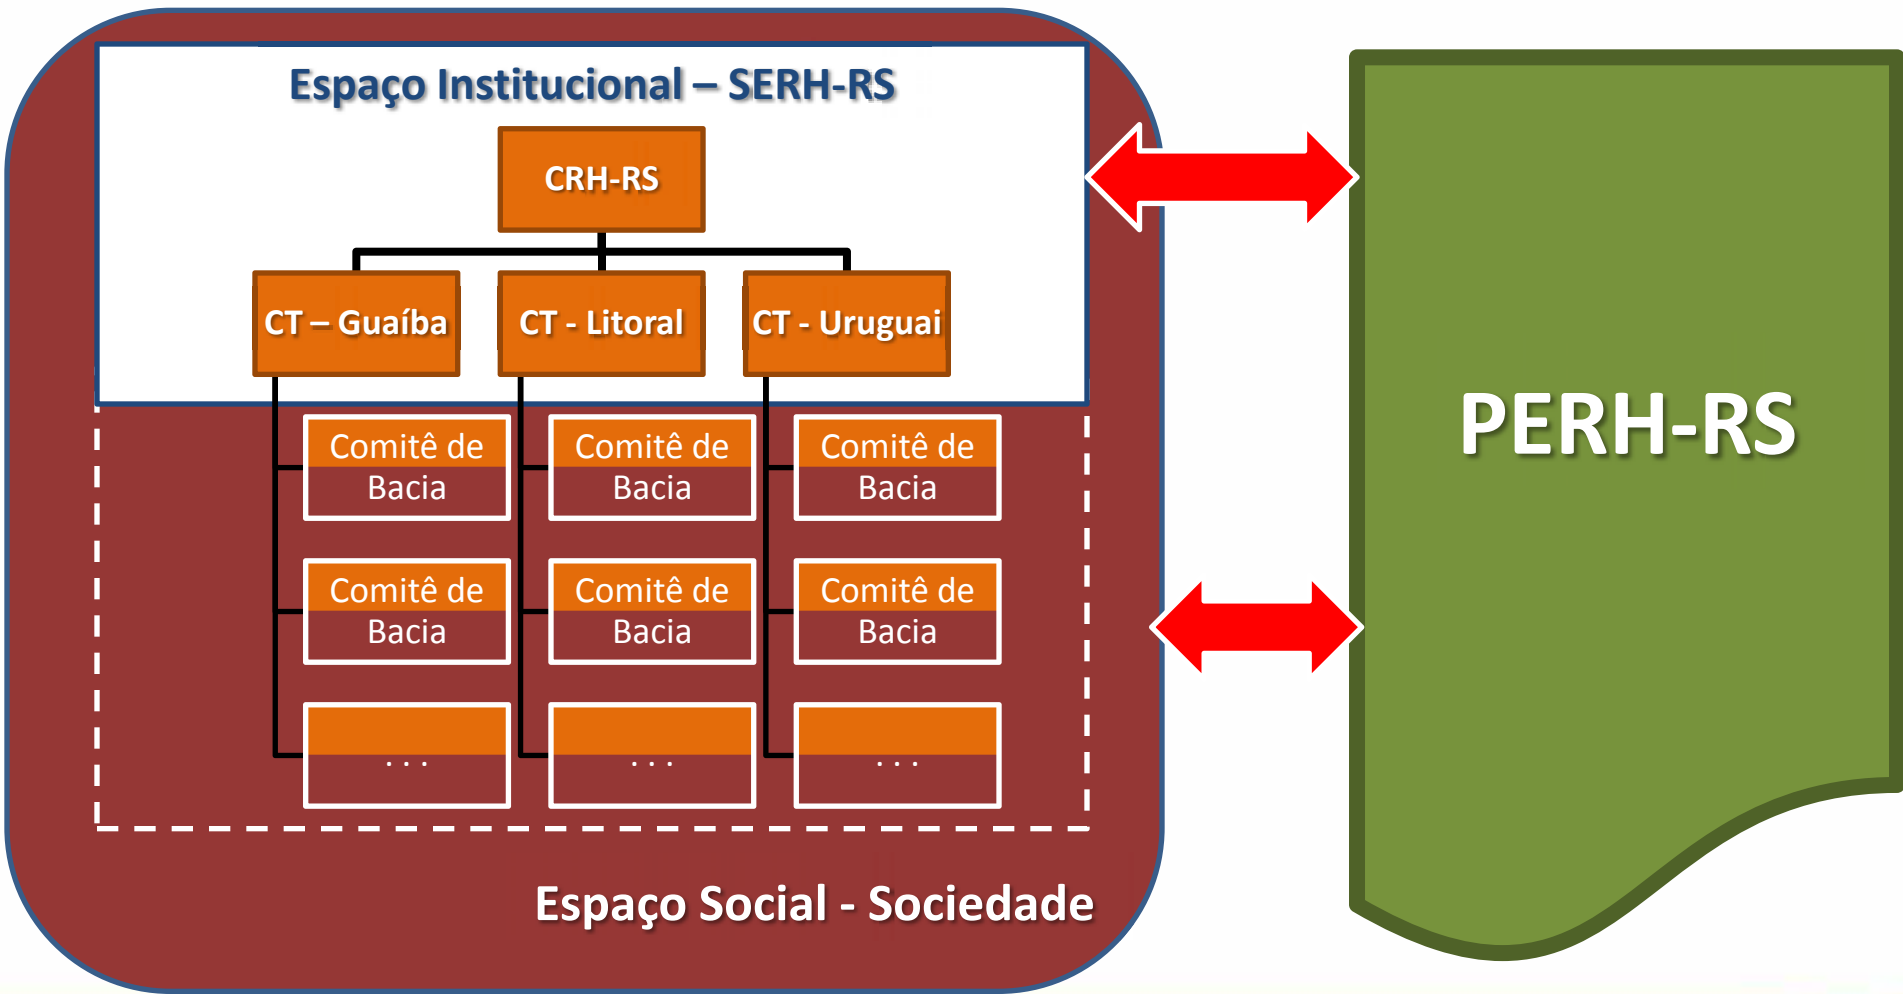 Espaço Institucional – SERH-RS
CRH-RS
CT – Guaíba
CT - Litoral
CT - Uruguai
Comitê de
Bacia
Comitê de
Bacia
Comitê de
Bacia
Comitê de
Bacia
Comitê de
Bacia
Comitê de
Bacia
. . .
. . .
. . .
Espaço Social - Sociedade
PERH-RS